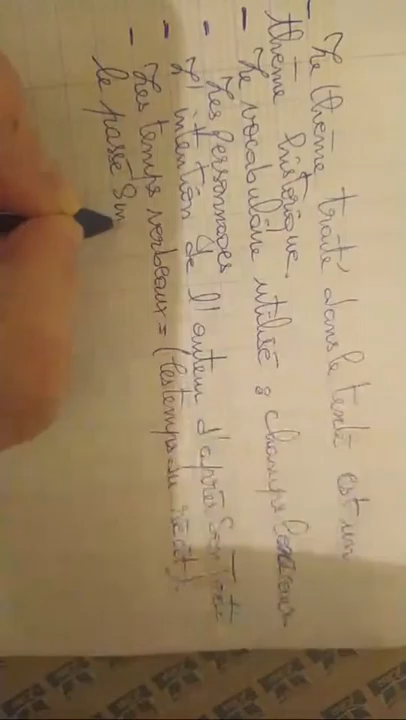 - Le thème traité dans le texte est un
thème historique.
- Le vocabulaire utilisé : champs lexicaux
- Les personnages
- L'intention de l'auteur d'après son texte
- Les temps verbaux = (les temps du récit).
le passé Sim